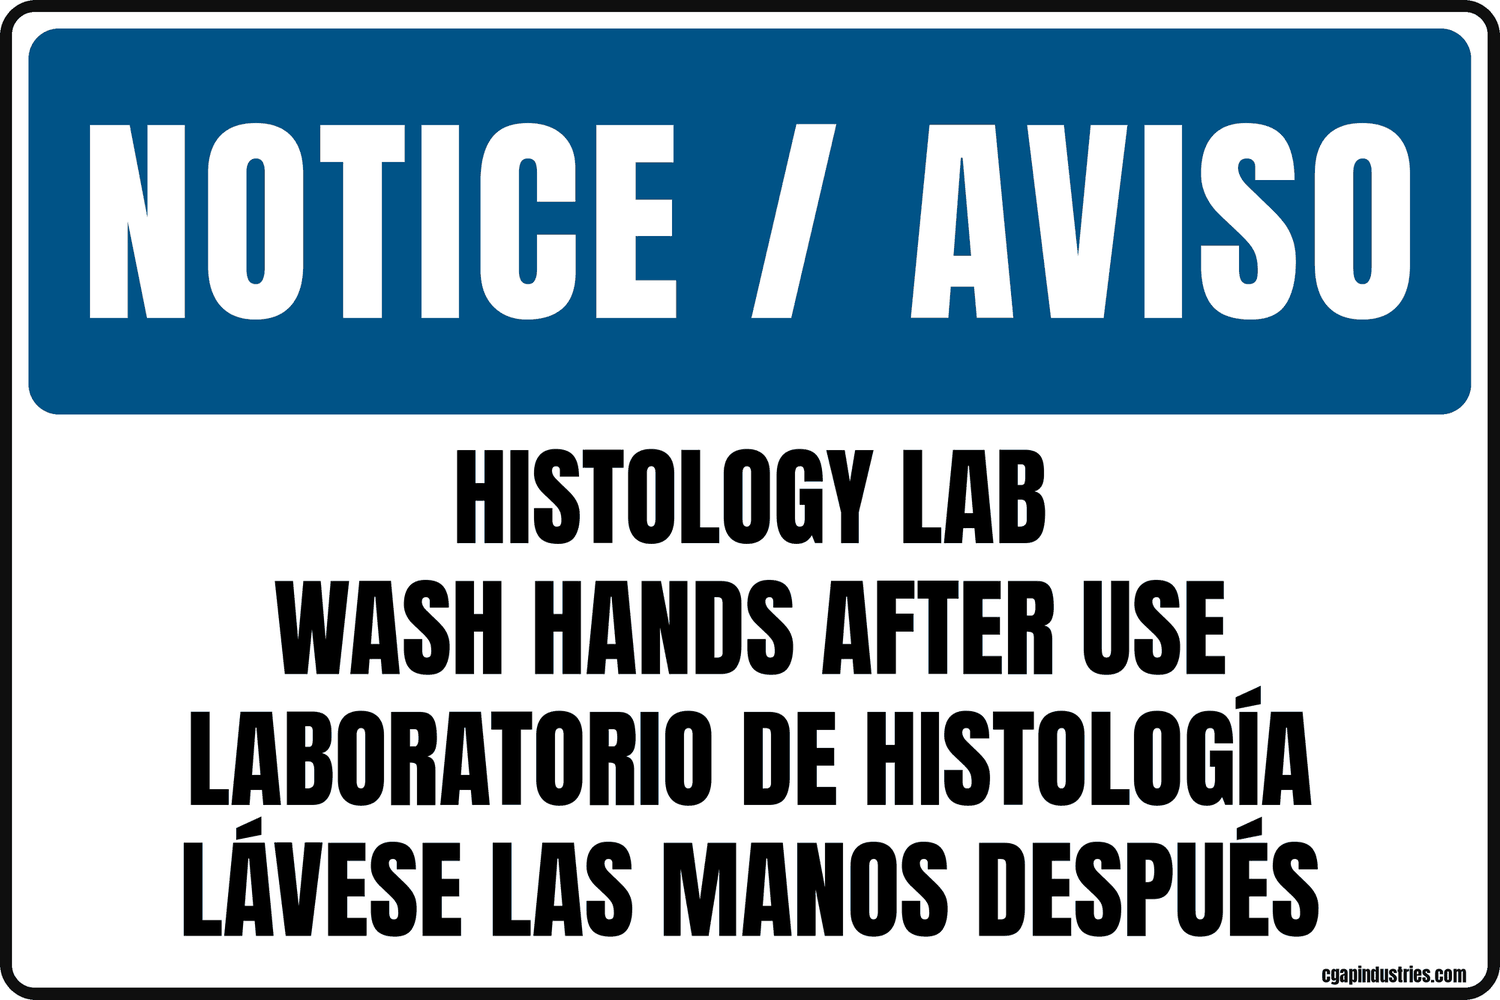 NOTICE / AVISO
HISTOLOGY LAB
WASH HANDS AFTER USE
LABORATORIO DE HISTOLOGÍA
LÁVESE LAS MANOS DESPUÉS
cgapindustries.com